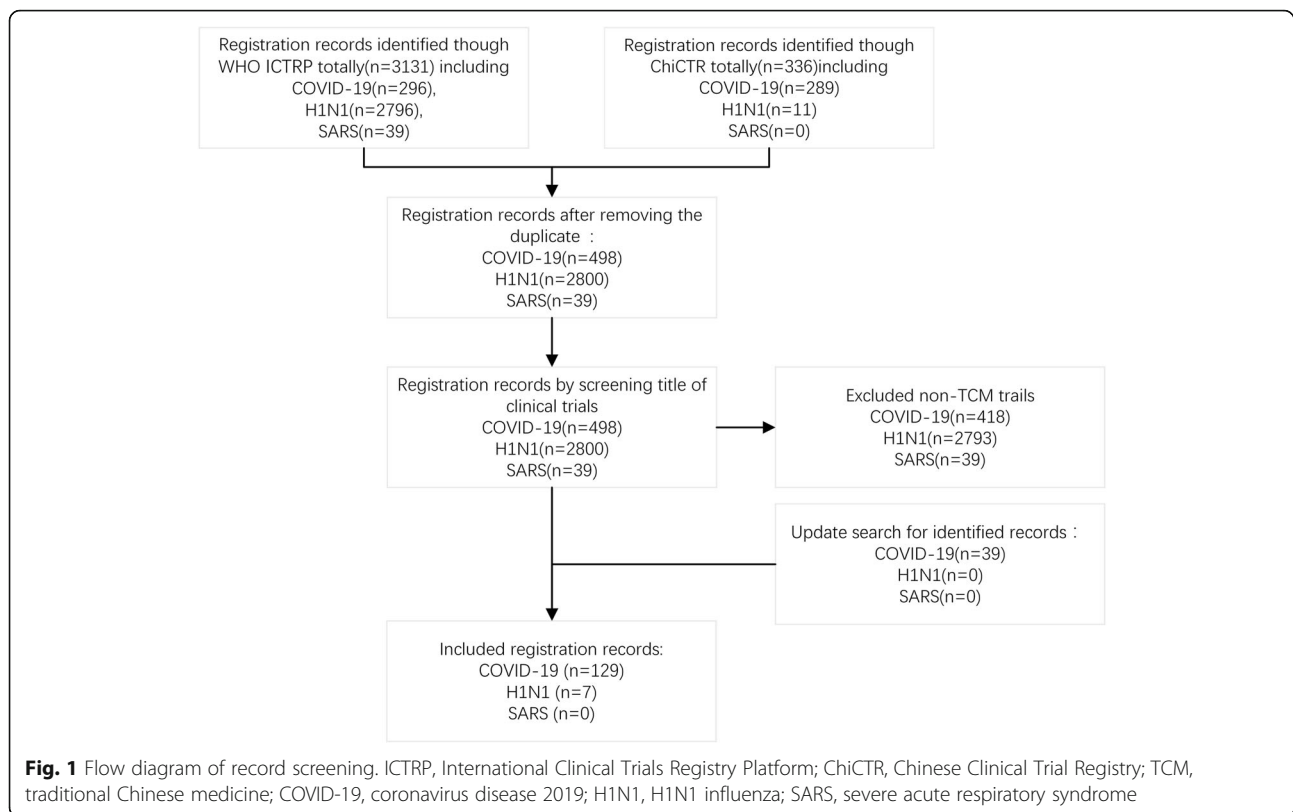 Registration records identified though
WHO ICTRP totally(n=3131) including
COVID-19(n=296),
H1N1(n=2796),
SARS(n=39)
Registration records identified though
ChiCTR totally(n=336)including
COVID-19(n=289)
H1N1(n=11)
SARS(n=0)
Registration records after removing the
duplicate :
COVID-19(n=498)
H1N1(n=2800)
SARS(n=39)
Registration records by screening title of
clinical trials
COVID-19(n=498)
H1N1(n=2800)
SARS(n=39)
Excluded non-TCM trails
COVID-19(n=418)
H1N1(n=2793)
SARS(n=39)
Update search for identified records :
COVID-19(n=39)
H1N1(n=0)
SARS(n=0)
Included registration records:
COVID-19 (n=129)
H1N1 (n=7)
SARS (n=0)
Fig. 1 Flow diagram of record screening. ICTRP, International Clinical Trials Registry Platform; ChiCTR, Chinese Clinical Trial Registry; TCM,
traditional Chinese medicine; COVID-19, coronavirus disease 2019; H1N1, H1N1 influenza; SARS, severe acute respiratory syndrome